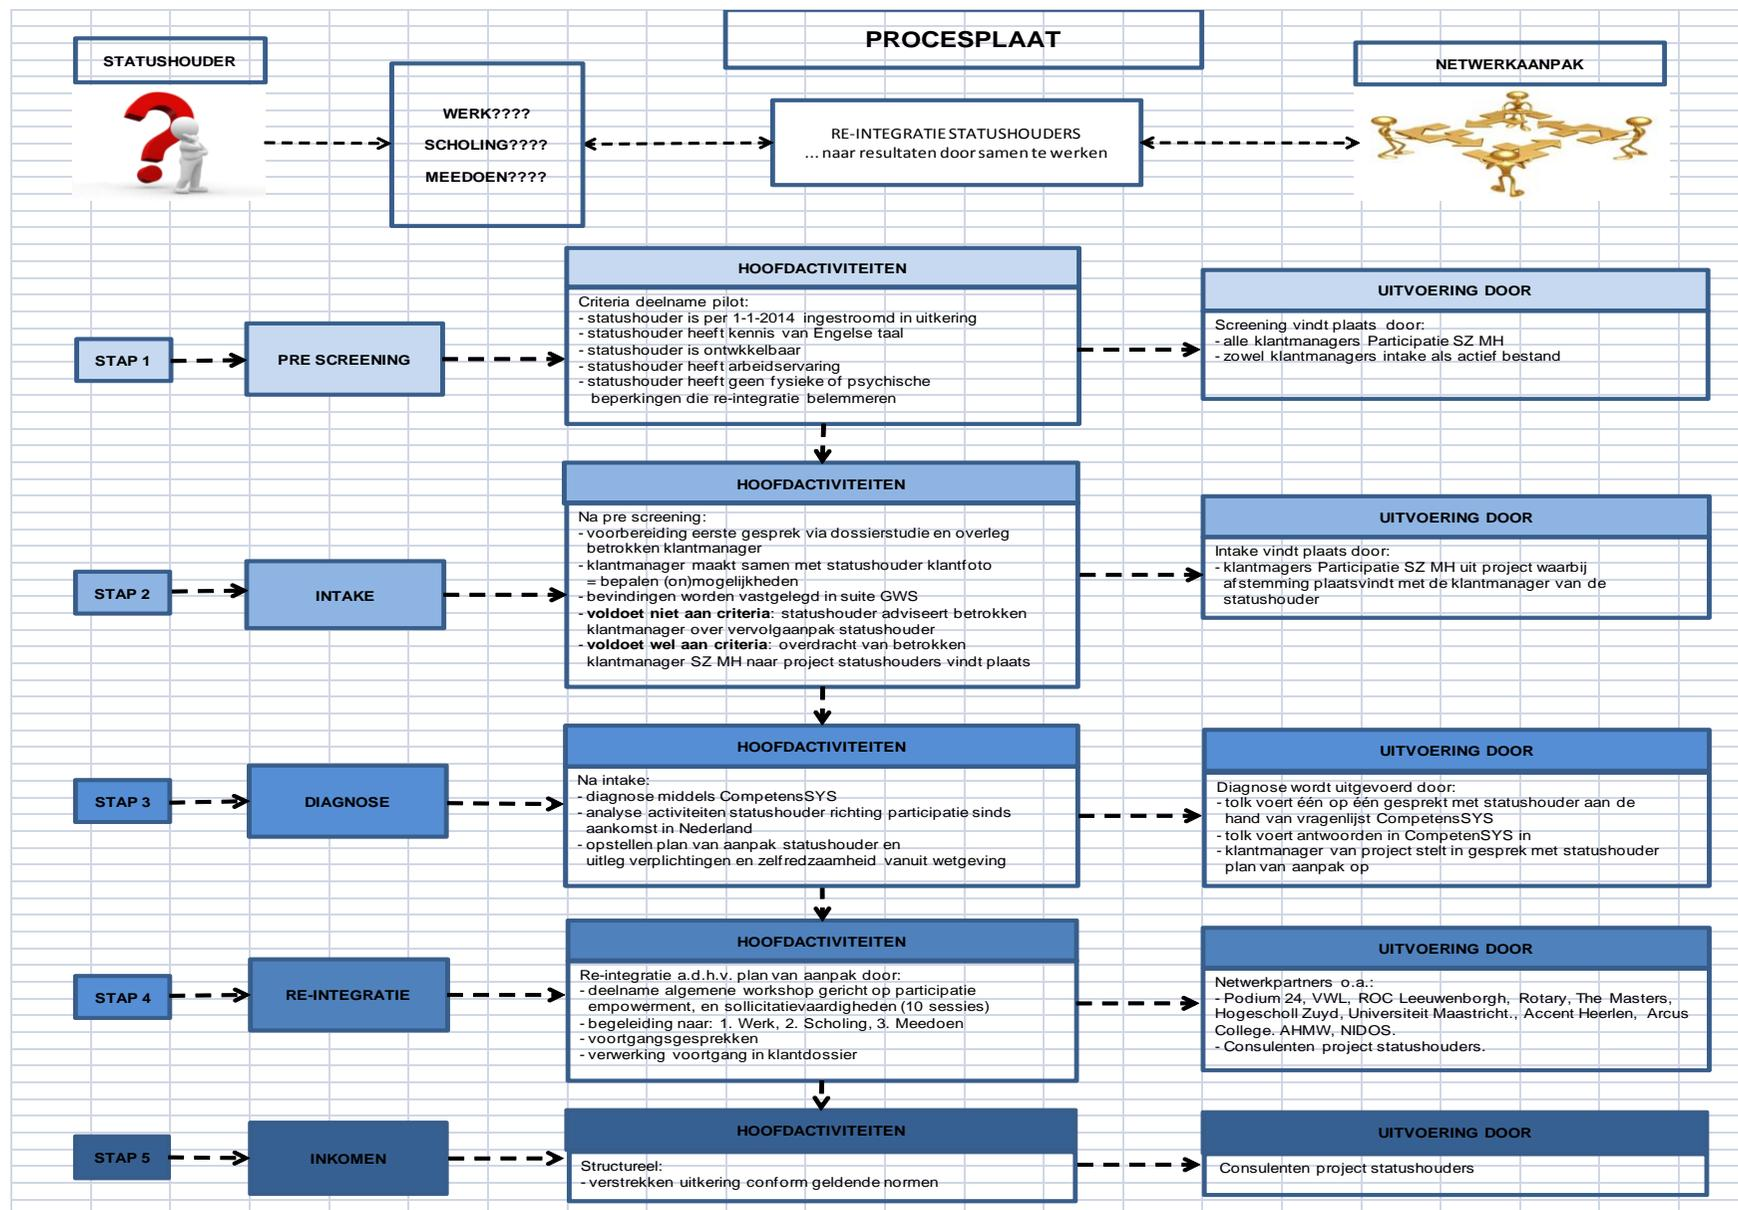 PROCESPLAAT
STATUSHOUDER
NETWERKAANPAK
WERK????
SCHOLING????
MEEDOEN????
RE-INTEGRATIE STATUSHOUDERS
... naar resultaten door samen te werken
STAP 1
PRE SCREENING
HOOFDACTIVITEITEN
Criteria deelname pilot:
- statushouder is per 1-1-2014 ingestroomd in uitkering
- statushouder heeft kennis van Engelse taal
- statushouder is ontwkkelbaar
- statushouder heeft arbeidservaring
- statushouder heeft geen fysieke of psychische
beperkingen die re-integratie belemmeren
UITVOERING DOOR
Screening vindt plaats door:
- alle klantmanagers Participatie SZ MH
- zowel klantmanagers intake als actief bestand
STAP 2
INTAKE
HOOFDACTIVITEITEN
Na pre screening:
- voorbereiding eerste gesprek via dossierstudie en overleg
betrokken klantmanager
- klantmanager maakt samen met statushouder klantfoto
= bepalen (on)mogelijkheden
- bevindingen worden vastgelegd in suite GWS
- voldoet niet aan criteria: statushouder adviseert betrokken
klantmanager over vervolgaanpak statushouder
- voldoet wel aan criteria: overdracht van betrokken
klantmanager SZ MH naar project statushouders vindt plaats
UITVOERING DOOR
Intake vindt plaats door:
- klantmagers Participatie SZ MH uit project waarbij
afstemming plaatsvindt met de klantmanager van de
statushouder
STAP 3
DIAGNOSE
HOOFDACTIVITEITEN
Na intake:
- diagnose middels CompetensSYS
- analyse activiteiten statushouder richting participatie sinds
aankomst in Nederland
- opstellen plan van aanpak statushouder en
uitleg verplichtingen en zelfredzaamheid vanuit wetgeving
UITVOERING DOOR
Diagnose wordt uitgevoerd door:
- tolk voert één op één gesprekt met statushouder aan de
hand van vragenlijst CompetensSYS
- tolk voert antwoorden in CompetenSYS in
- klantmanager van project stelt in gesprek met statushouder
plan van aanpak op
STAP 4
RE-INTEGRATIE
HOOFDACTIVITEITEN
Re-integratie a.d.h.v. plan van aanpak door:
- deelname algemene workshop gericht op participatie
empowerment, en sollicitatievaardigheden (10 sessies)
- begeleiding naar: 1. Werk, 2. Scholing, 3. Meedoen
- voortgangsgesprekken
- verwerking voortgang in klantdossier
UITVOERING DOOR
Netwerkpartners o.a.:
- Podium 24, VWL, ROC Leeuwenborgh, Rotary, The Masters,
Hogescholl Zuyd, Universiteit Maastricht., Accent Heerlen, Arcus
College. AHMW, NIDOS.
- Consulenten project statushouders.
STAP 5
INKOMEN
HOOFDACTIVITEITEN
Structureel:
- verstrekken uitkering conform geldende normen
UITVOERING DOOR
Consulenten project statushouders